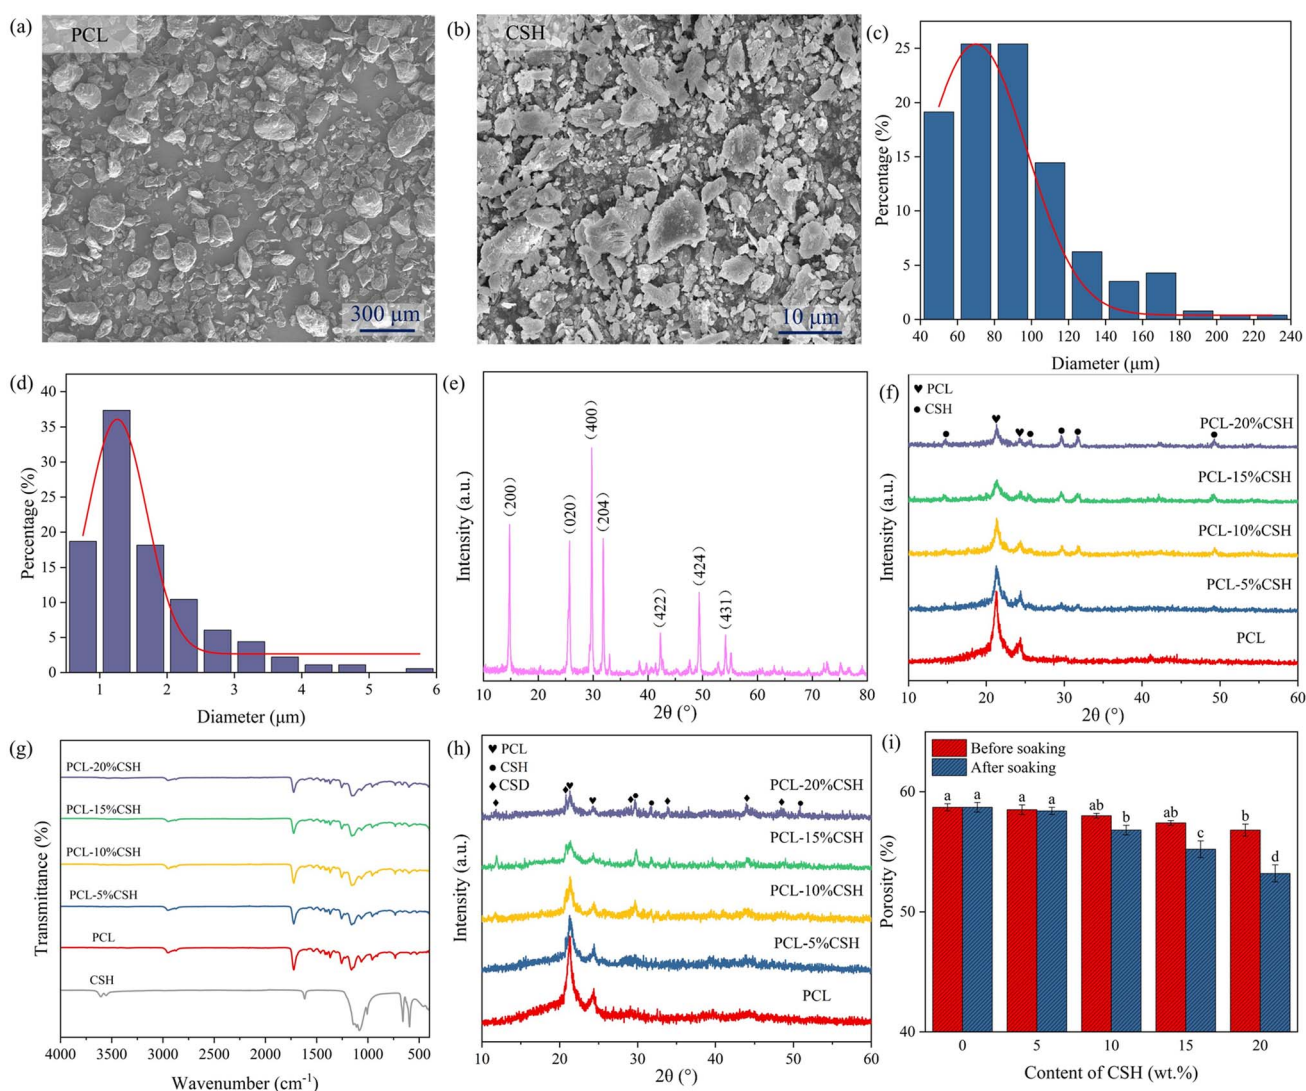 (a)
PCL
300 μm
(b)
CSH
10 μm
(c)
Percentage (%)
25
20
15
10
5
0
40 60 80 100 120 140 160 180 200 220 240
Diameter (μm)
(d)
Percentage (%)
40
35
30
25
20
15
10
5
0
1 2 3 4 5 6
Diameter (μm)
(e)
Intensity (a.u.)
(200)
(020)
(400)
(204)
(422)
(424)
(431)
10 20 30 40 50 60 70 80
2θ (°)
(f)
♥ PCL
● CSH
Intensity (a.u.)
PCL-20%CSH
PCL-15%CSH
PCL-10%CSH
PCL-5%CSH
PCL
10 20 30 40 50 60
2θ (°)
(g)
Transmittance (%)
PCL-20%CSH
PCL-15%CSH
PCL-10%CSH
PCL-5%CSH
PCL
CSH
4000 3500 3000 2500 2000 1500 1000 500
Wavenumber (cm⁻¹)
(h)
♥ PCL
● CSH
♦ CSD
Intensity (a.u.)
PCL-20%CSH
PCL-15%CSH
PCL-10%CSH
PCL-5%CSH
PCL
10 20 30 40 50 60
2θ (°)
(i)
Before soaking
After soaking
Porosity (%)
60
50
40
a a a a ab b ab c b d
0 5 10 15 20
Content of CSH (wt.%)